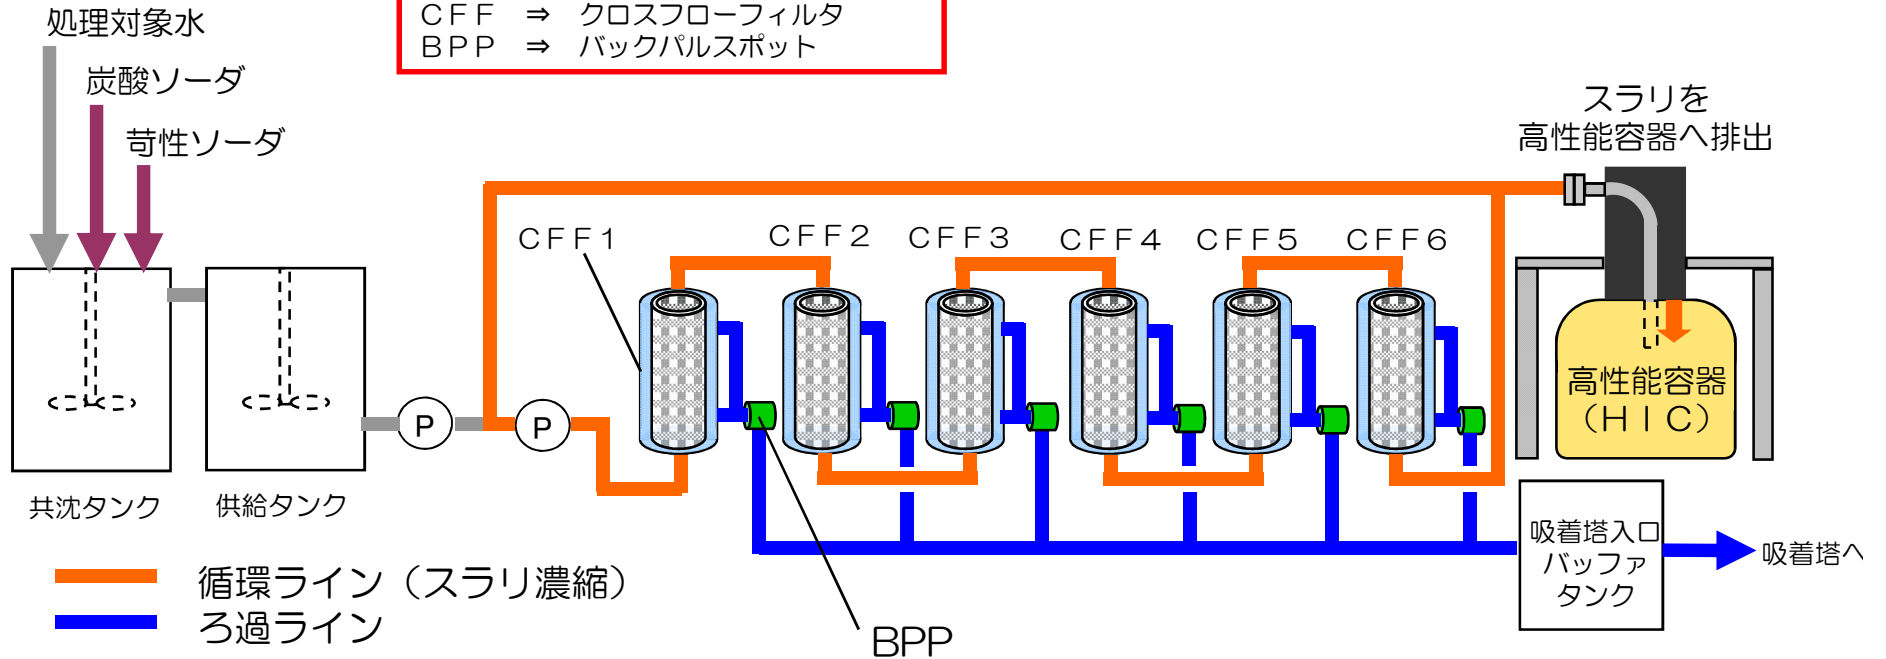 処理対象水
炭酸ソーダ
苛性ソーダ
ＣＦＦ ⇒ クロスフローフィルタ
ＢＰＰ ⇒ バックパルスポット
スラリを
高性能容器へ排出
ＣＦＦ１
ＣＦＦ２
ＣＦＦ３
ＣＦＦ４
ＣＦＦ５
ＣＦＦ６
高性能容器
（ＨＩＣ）
P
P
共沈タンク
供給タンク
吸着塔入口
バッファ
タンク
吸着塔へ
循環ライン（スラリ濃縮）
ろ過ライン
BPP